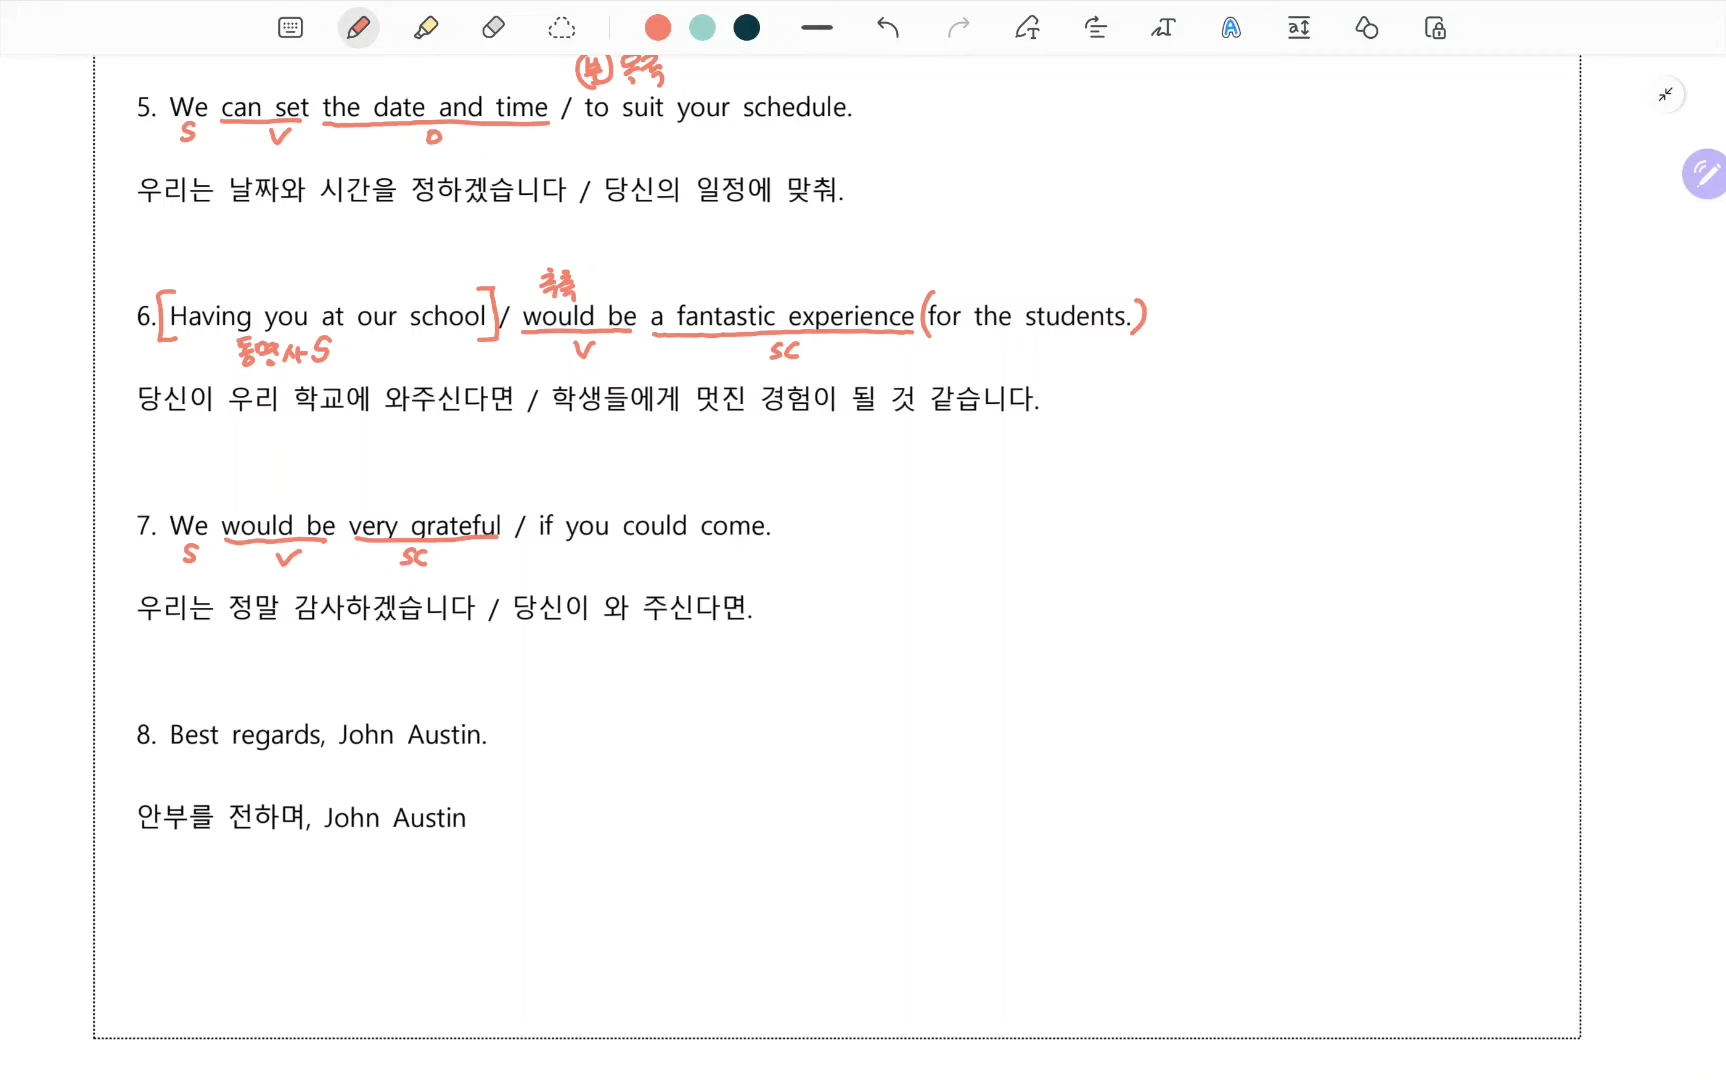 부 목적
5. We can set the date and time / to suit your schedule.
S V O
우리는 날짜와 시간을 정하겠습니다 / 당신의 일정에 맞춰.
추측
6. [Having you at our school] / would be a fantastic experience (for the students.)
동명사 S V SC
당신이 우리 학교에 와주신다면 / 학생들에게 멋진 경험이 될 것 같습니다.
7. We would be very grateful / if you could come.
S V SC
우리는 정말 감사하겠습니다 / 당신이 와 주신다면.
8. Best regards, John Austin.
안부를 전하며, John Austin